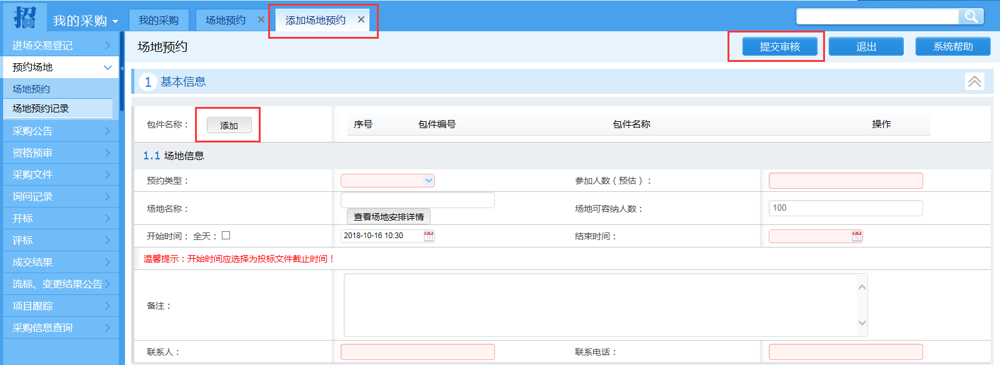 招 我的采购
我的采购 场地预约 添加场地预约
进场交易登记
预约场地
场地预约
场地预约记录
采购公告
资格预审
采购文件
询问记录
开标
评标
成交结果
流标、变更结果公告
项目跟踪
采购信息查询
场地预约 提交审核 退出 系统帮助
1 基本信息
包件名称： 添加 序号 包件编号 包件名称 操作
1.1 场地信息
预约类型： 参加人数（预估）：
场地名称： 场地可容纳人数： 100
查看场地安排详情
开始时间： 全天： 2018-10-16 10:30 结束时间：
温馨提示：开始时间应选择为投标文件截止时间！
备注：
联系人： 联系电话：